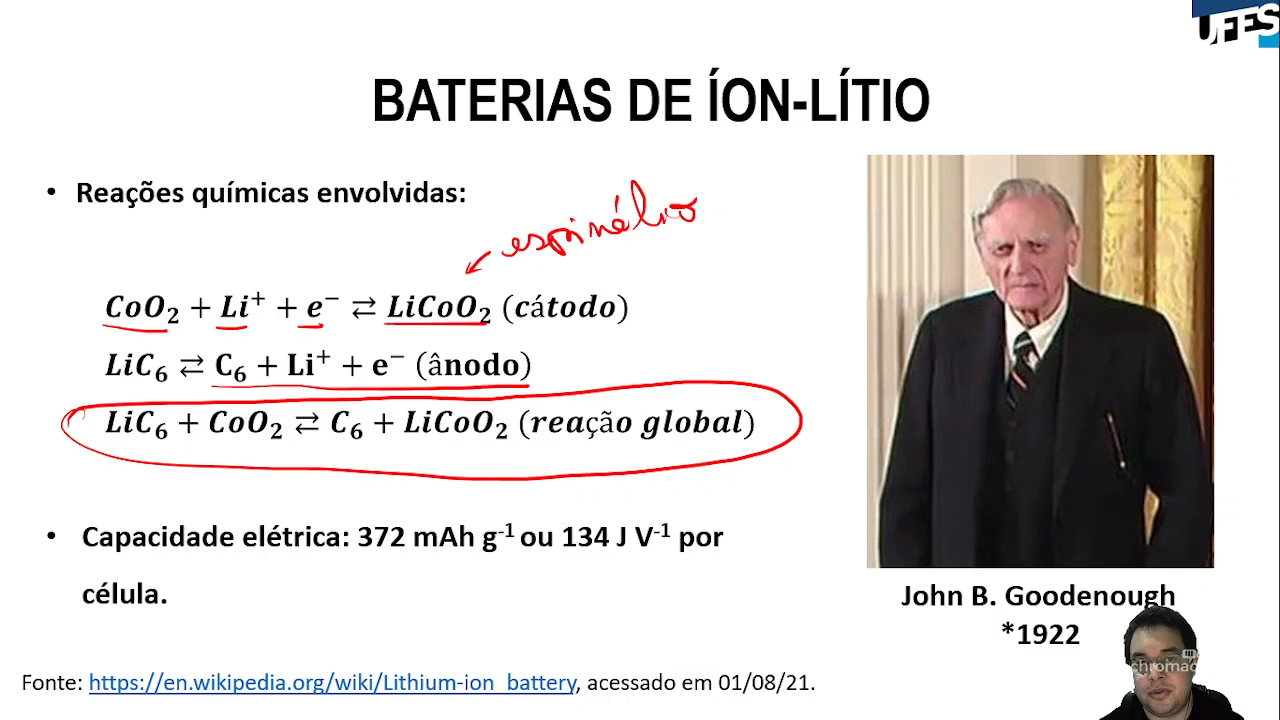 UFES
BATERIAS DE ÍON-LÍTIO
• Reações químicas envolvidas:
espinélio
CoO₂ + Li⁺ + e⁻ ⇄ LiCoO₂ (cátodo)
LiC₆ ⇄ C₆ + Li⁺ + e⁻ (ânodo)
LiC₆ + CoO₂ ⇄ C₆ + LiCoO₂ (reação global)
• Capacidade elétrica: 372 mAh g⁻¹ ou 134 J V⁻¹ por
célula.
John B. Goodenough
*1922
Fonte: https://en.wikipedia.org/wiki/Lithium-ion_battery, acessado em 01/08/21.